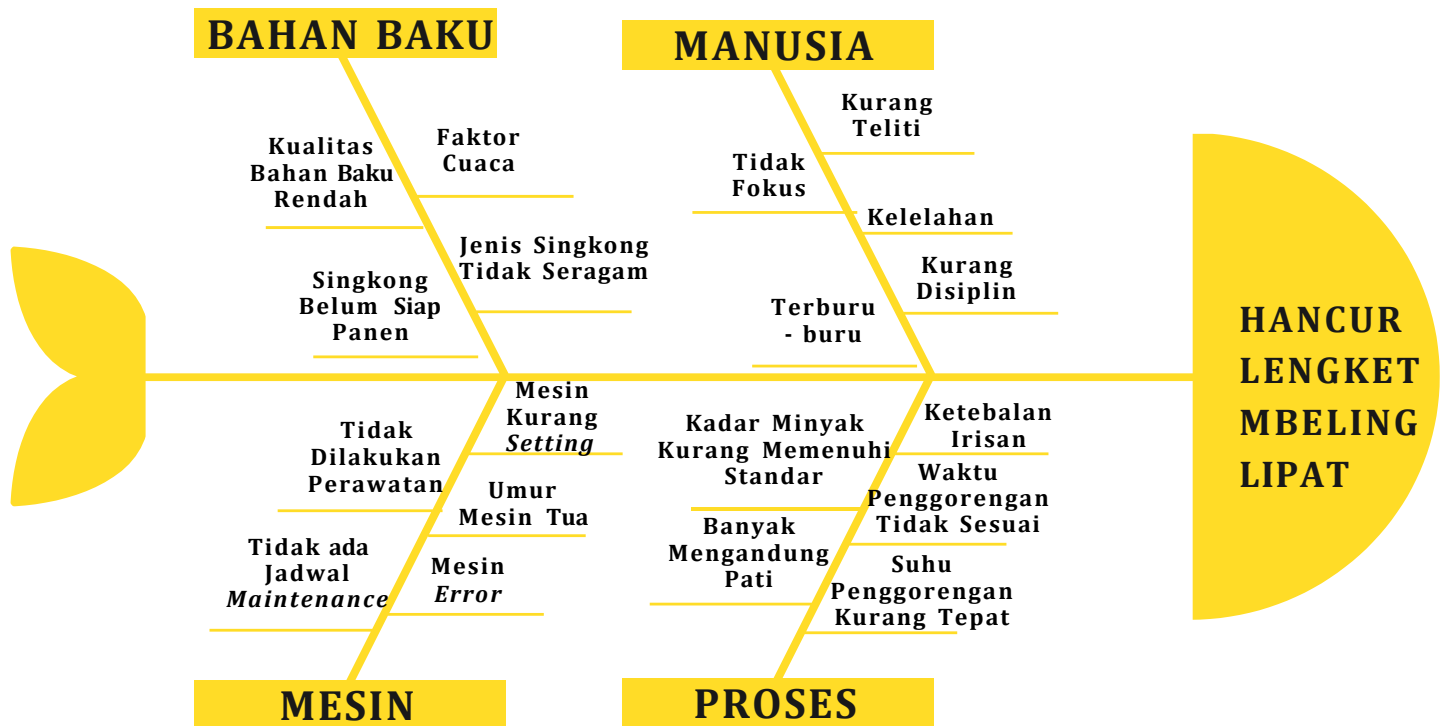 BAHAN BAKU
MANUSIA
Kualitas
Bahan Baku
Rendah
Faktor
Cuaca
Singkong
Belum Siap
Panen
Jenis Singkong
Tidak Seragam
Kurang
Teliti
Tidak
Fokus
Kelelahan
Kurang
Disiplin
Terburu
- buru
HANCUR
LENGKET
MBELING
LIPAT
Mesin
Kurang
Setting
Tidak
Dilakukan
Perawatan
Umur
Mesin Tua
Tidak ada
Jadwal
Maintenance
Mesin
Error
Kadar Minyak
Kurang Memenuhi
Standar
Ketebalan
Irisan
Waktu
Penggorengan
Tidak Sesuai
Banyak
Mengandung
Pati
Suhu
Penggorengan
Kurang Tepat
MESIN
PROSES